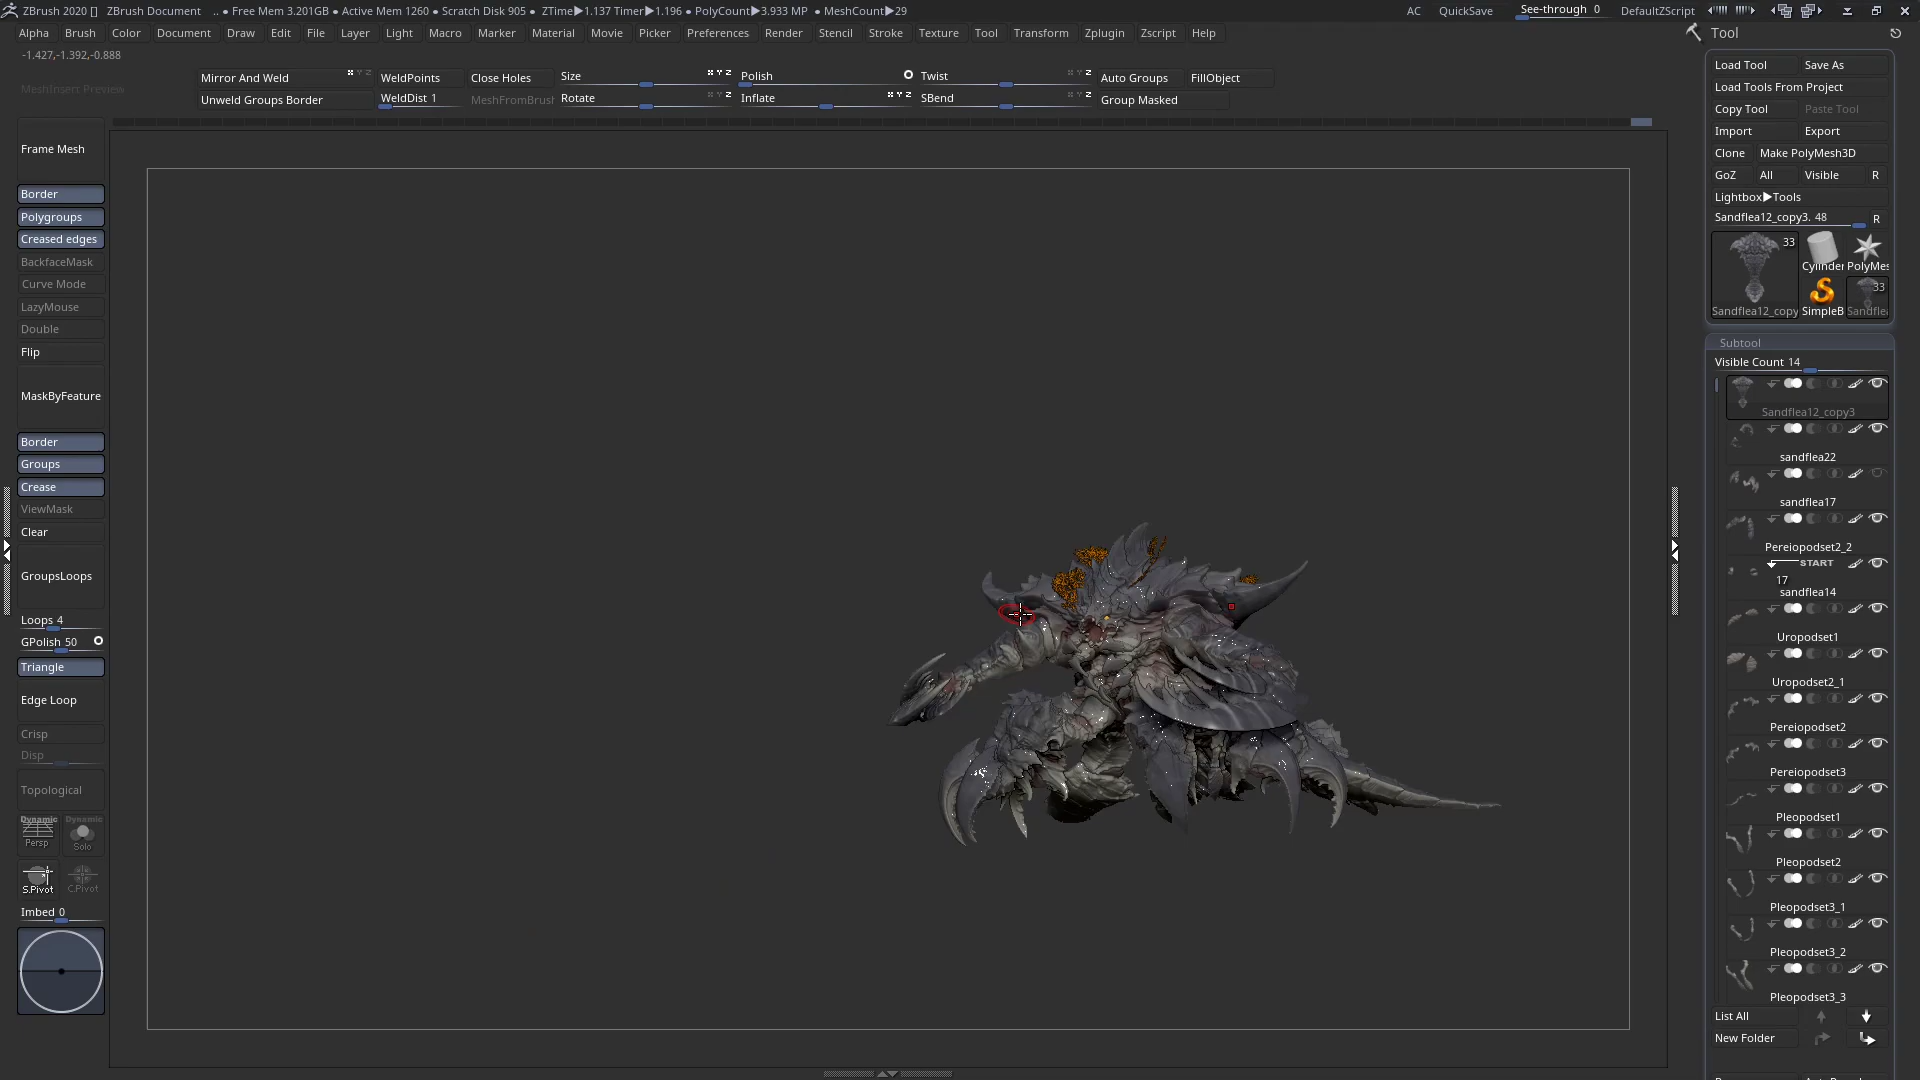 ZBrush 2020 [] ZBrush Document .. • Free Mem 3.201GB • Active Mem 1260 • Scratch Disk 905 • ZTime▶1.137 Timer▶1.196 • PolyCount▶3.933 MP • MeshCount▶29 AC QuickSave See-through 0 DefaultZScript
Alpha Brush Color Document Draw Edit File Layer Light Macro Marker Material Movie Picker Preferences Render Stencil Stroke Texture Tool Transform Zplugin Zscript Help
-1.427,-1.392,-0.888
MeshInsert Preview
Mirror And Weld WeldPoints Close Holes Size Polish Twist Auto Groups FillObject
Unweld Groups Border WeldDist 1 MeshFromBrush Rotate Inflate SBend Group Masked
Frame Mesh
Border
Polygroups
Creased edges
BackfaceMask
Curve Mode
LazyMouse
Double
Flip
MaskByFeature
Border
Groups
Crease
ViewMask
Clear
GroupsLoops
Loops 4
GPolish 50
Triangle
Edge Loop
Crisp
Disp
Topological
Dynamic Dynamic
Persp Solo
S.Pivot C.Pivot
Imbed 0
Tool
Load Tool Save As
Load Tools From Project
Copy Tool Paste Tool
Import Export
Clone Make PolyMesh3D
GoZ All Visible R
Lightbox▶Tools
Sandflea12_copy3. 48 R
33
Cylinder PolyMes
33
Sandflea12_copy SimpleB Sandflea
Subtool
Visible Count 14
Sandflea12_copy3
sandflea22
sandflea17
Pereiopodset2_2
START
17
sandflea14
Uropodset1
Uropodset2_1
Pereiopodset2
Pereiopodset3
Pleopodset1
Pleopodset2
Pleopodset3_1
Pleopodset3_2
Pleopodset3_3
List All
New Folder